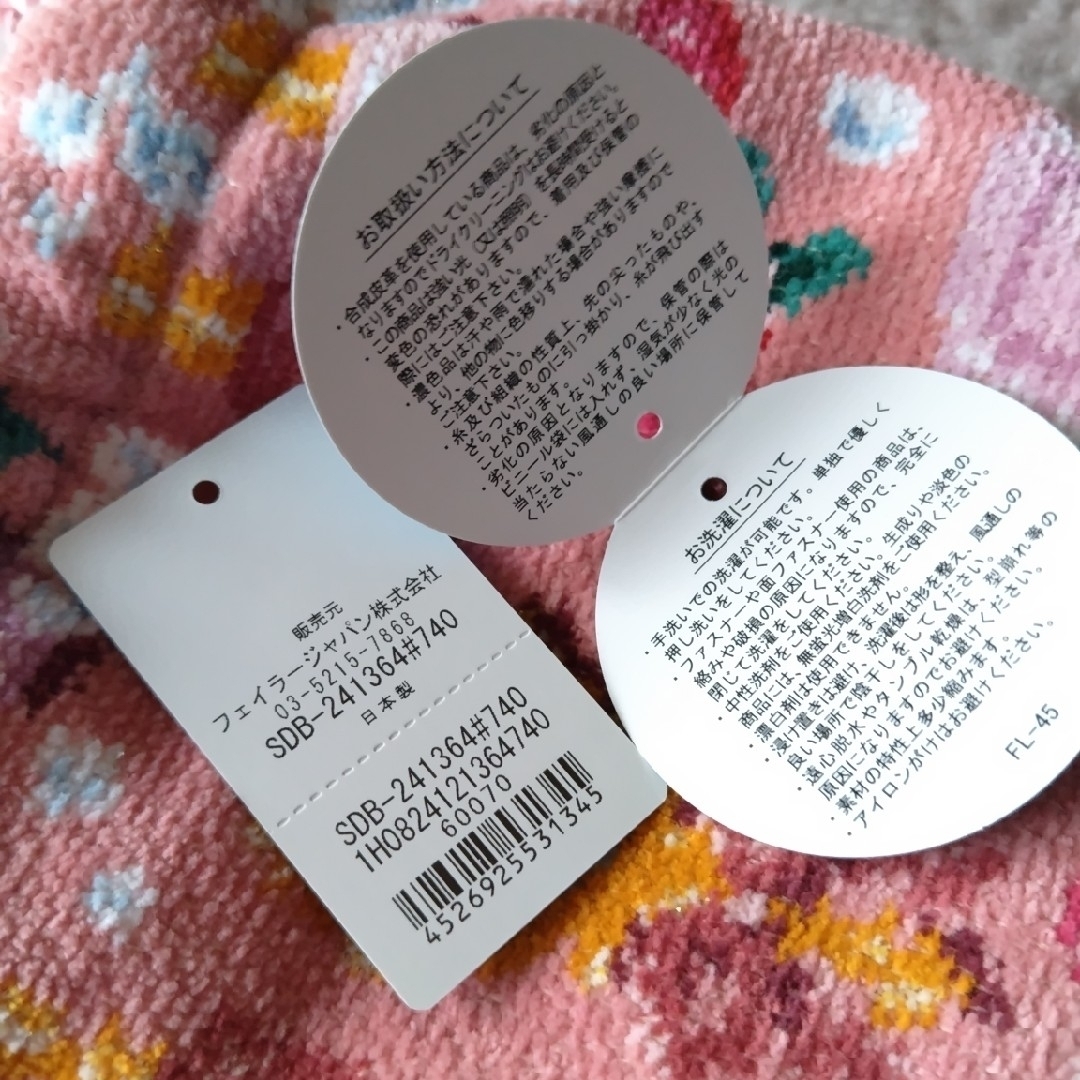 お取扱い方法について
・合成皮革を使用している商品は、劣化の原因と
なりますのでドライクリーニングはお避けください。
・この商品は強い光（又は照明）を長時間受けると
変色の恐れがありますので、着用及び保管の
際にはご注意下さい。
・濃色品は汗や雨で濡れた場合や強い摩擦に
より、他の物に色移りする場合がありますので
ご注意下さい。
・糸及び組織の性質上、先の尖ったものや、
ざらついたものに引っ掛かり、糸が飛び出す
ことがあります。
・劣化の原因となりますので、保管の際は
ビニール袋には入れず、湿気が少なく光の
当たらない風通しの良い場所に保管して
ください。
お洗濯について
・手洗いでの洗濯が可能です。単独で優しく
押し洗いをしてください。
・ファスナーや面ファスナー使用の商品は、
絡みや破損の原因になりますので、完全に
閉じて洗濯をしてください。
・中性洗剤をご使用ください。生成りや淡色の
商品には、無蛍光増白洗剤をご使用ください。
・漂白剤は使用できません。
・浸け置きは避け、洗濯後は形を整え、風通しの
良い場所で陰干しをしてください。
・遠心脱水やタンブル乾燥は、型崩れ等の
原因になりますのでお避けください。
・素材の特性上多少縮みます。
・アイロンがけはお避けください。
FL-45
販売元
フェイラージャパン株式会社
03-5215-7868
SDB-241364#740
日本製
SDB-241364#740
1H0824121364740
60070
4526925531345